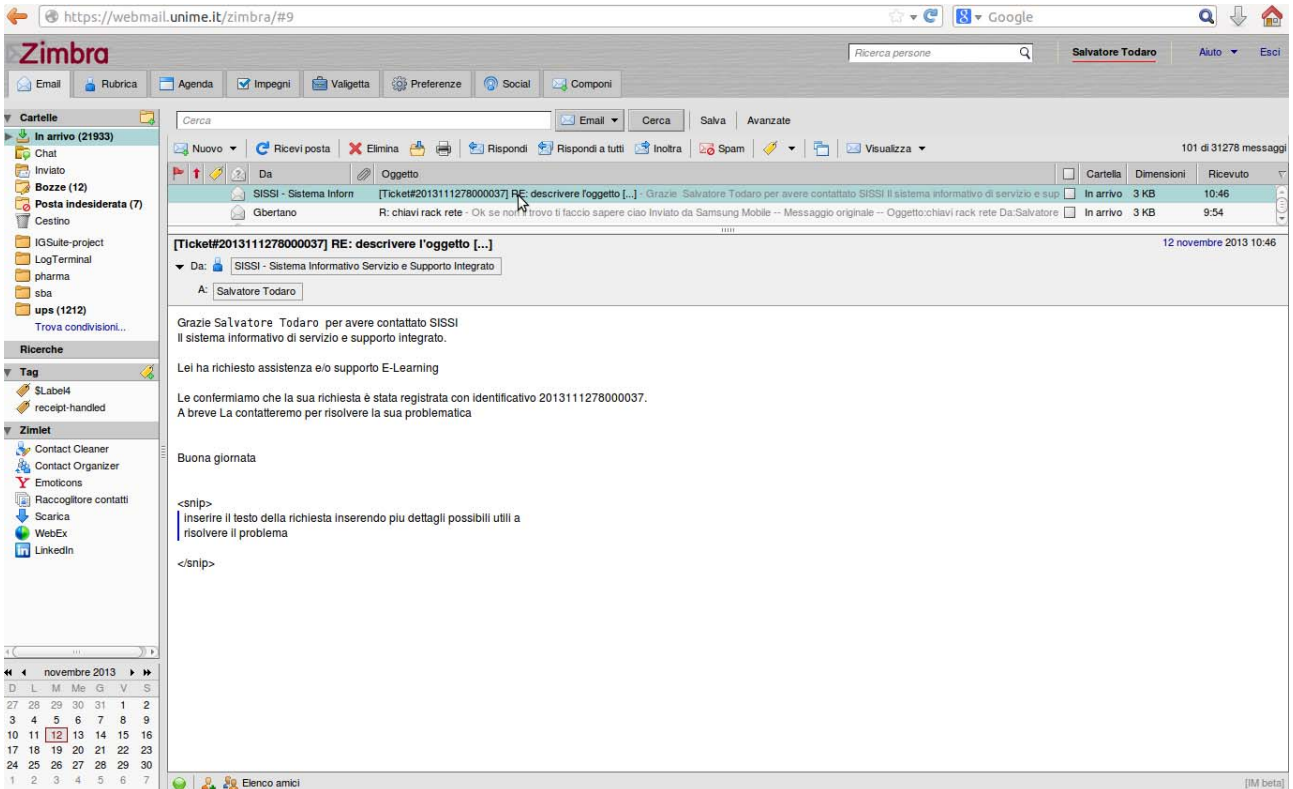 https://webmail.unime.it/zimbra/#9
Google
Zimbra
Ricerca persone
Salvatore Todaro
Aiuto
Esci
Email Rubrica Agenda Impegni Valigetta Preferenze Social Componi
Cartelle
In arrivo (21933)
Chat
Inviato
Bozze (12)
Posta indesiderata (7)
Cestino
IGSuite-project
LogTerminal
pharma
sba
ups (1212)
Trova condivisioni...
Ricerche
Tag
$Label4
receipt-handled
Zimlet
Contact Cleaner
Contact Organizer
Emoticons
Raccoglitore contatti
Scarica
WebEx
LinkedIn
novembre 2013
D L M Me G V S
27 28 29 30 31 1 2
3 4 5 6 7 8 9
10 11 12 13 14 15 16
17 18 19 20 21 22 23
24 25 26 27 28 29 30
1 2 3 4 5 6 7
Cerca Email Cerca Salva Avanzate
Nuovo Ricevi posta Elimina Rispondi Rispondi a tutti Inoltra Spam Visualizza 101 di 31278 messaggi
Da Oggetto Cartella Dimensioni Ricevuto
SISSI - Sistema Inform [Ticket#2013111278000037] RE: descrivere l'oggetto [...] - Grazie Salvatore Todaro per avere contattato SISSI Il sistema informativo di servizio e sup In arrivo 3 KB 10:46
Gbertano R: chiavi rack rete - Ok se non ti trovo ti faccio sapere ciao Inviato da Samsung Mobile -- Messaggio originale -- Oggetto:chiavi rack rete Da:Salvatore In arrivo 3 KB 9:54
[Ticket#2013111278000037] RE: descrivere l'oggetto [...] 12 novembre 2013 10:46
Da: SISSI - Sistema Informativo Servizio e Supporto Integrato
A: Salvatore Todaro
Grazie Salvatore Todaro per avere contattato SISSI
Il sistema informativo di servizio e supporto integrato.
Lei ha richiesto assistenza e/o supporto E-Learning
Le confermiamo che la sua richiesta è stata registrata con identificativo 2013111278000037.
A breve La contatteremo per risolvere la sua problematica
Buona giornata
<snip>
inserire il testo della richiesta inserendo piu dettagli possibili utili a
risolvere il problema
</snip>
Elenco amici
[IM beta]